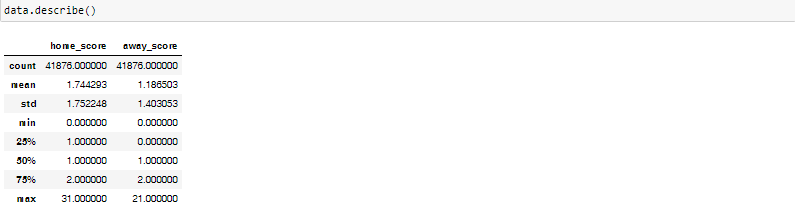 data.describe()
home_score away_score
count 41876.000000 41876.000000
mean 1.744293 1.186503
std 1.752248 1.403053
min 0.000000 0.000000
25% 1.000000 0.000000
50% 1.000000 1.000000
75% 2.000000 2.000000
max 31.000000 21.000000